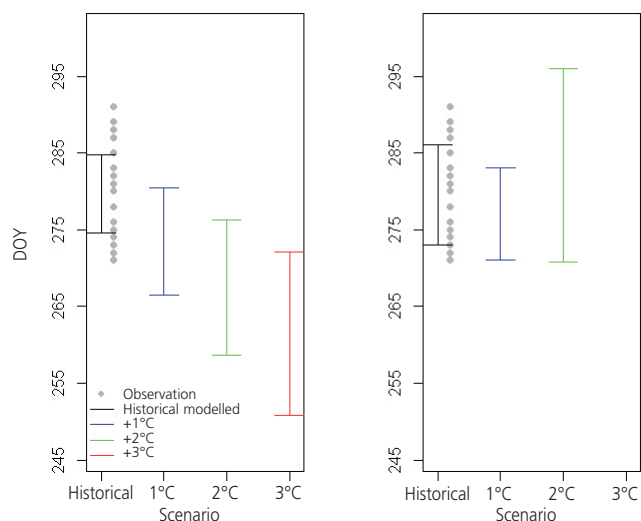 DOY
295
285
275
265
255
245
Observation
Historical modelled
+1°C
+2°C
+3°C
Historical 1°C 2°C 3°C
Scenario
295
285
275
265
255
245
Historical 1°C 2°C 3°C
Scenario